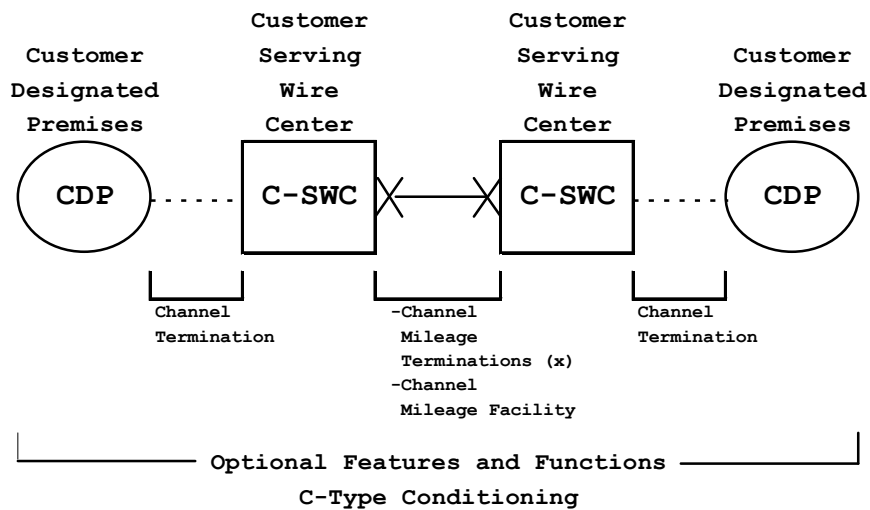 Customer
Designated
Premises
Customer
Serving
Wire
Center
Customer
Serving
Wire
Center
Customer
Designated
Premises
CDP
C-SWC
C-SWC
CDP
Channel
Termination
-Channel
Mileage
Terminations (x)
-Channel
Mileage Facility
Channel
Termination
Optional Features and Functions
C-Type Conditioning